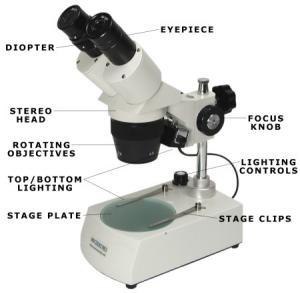 EYEPIECE
DIOPTER
STEREO
HEAD
FOCUS
KNOB
ROTATING
OBJECTIVES
LIGHTING
CONTROLS
TOP/BOTTOM
LIGHTING
STAGE PLATE
STAGE CLIPS